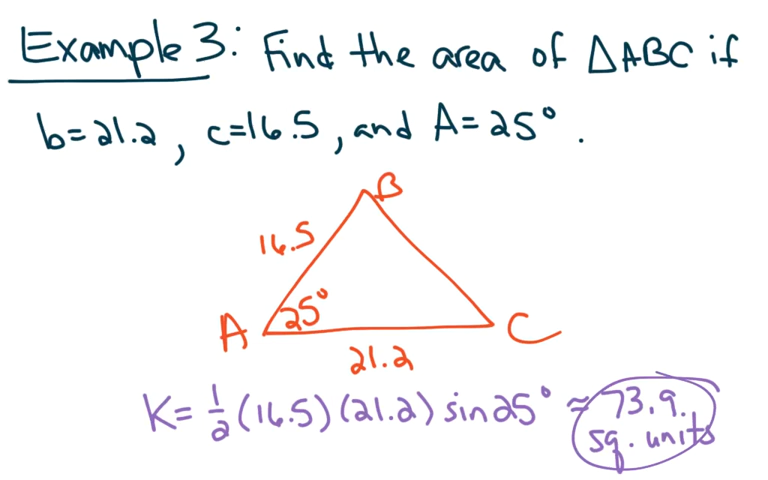 Example 3: Find the area of △ABC if
b=21.2, c=16.5, and A=25°.
B
16.5
25°
A
C
21.2
K= 1/2 (16.5)(21.2) sin25° ≈ 73.9.
sq. units